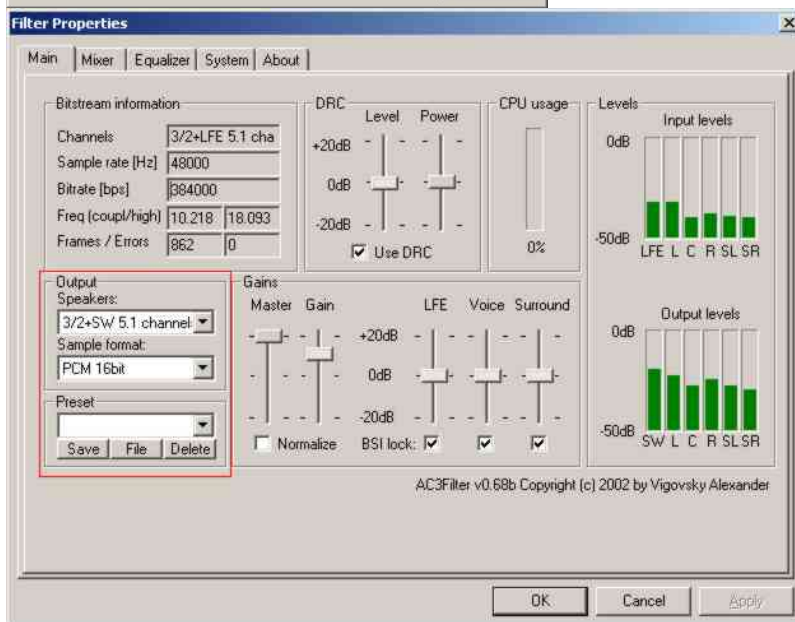 Filter Properties
Main Mixer Equalizer System About
Bitstream information
Channels 3/2+LFE 5.1 cha
Sample rate [Hz] 48000
Bitrate [bps] 384000
Freq (coupl/high) 10.218 18.093
Frames / Errors 862 0
DRC
Level Power
+20dB
0dB
-20dB
Use DRC
CPU usage
0%
Levels
Input levels
0dB
-50dB
LFE L C R SL SR
Output
Speakers:
3/2+SW 5.1 channel
Sample format:
PCM 16bit
Preset
Save File Delete
Gains
Master Gain LFE Voice Surround
+20dB
0dB
-20dB
Normalize BSI lock:
Output levels
0dB
-50dB
SW L C R SL SR
AC3Filter v0.68b Copyright (c) 2002 by Vigovsky Alexander
OK Cancel Apply